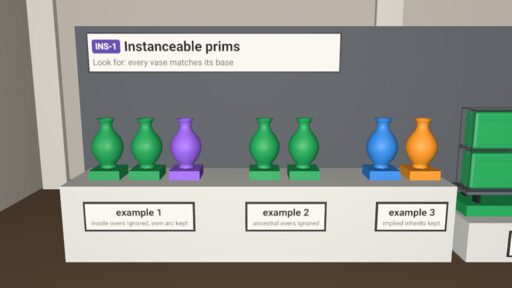 INS-1 Instanceable prims
Look for: every vase matches its base
example 1
inside overs ignored, own arc kept
example 2
ancestral overs ignored
example 3
implied inherits kept